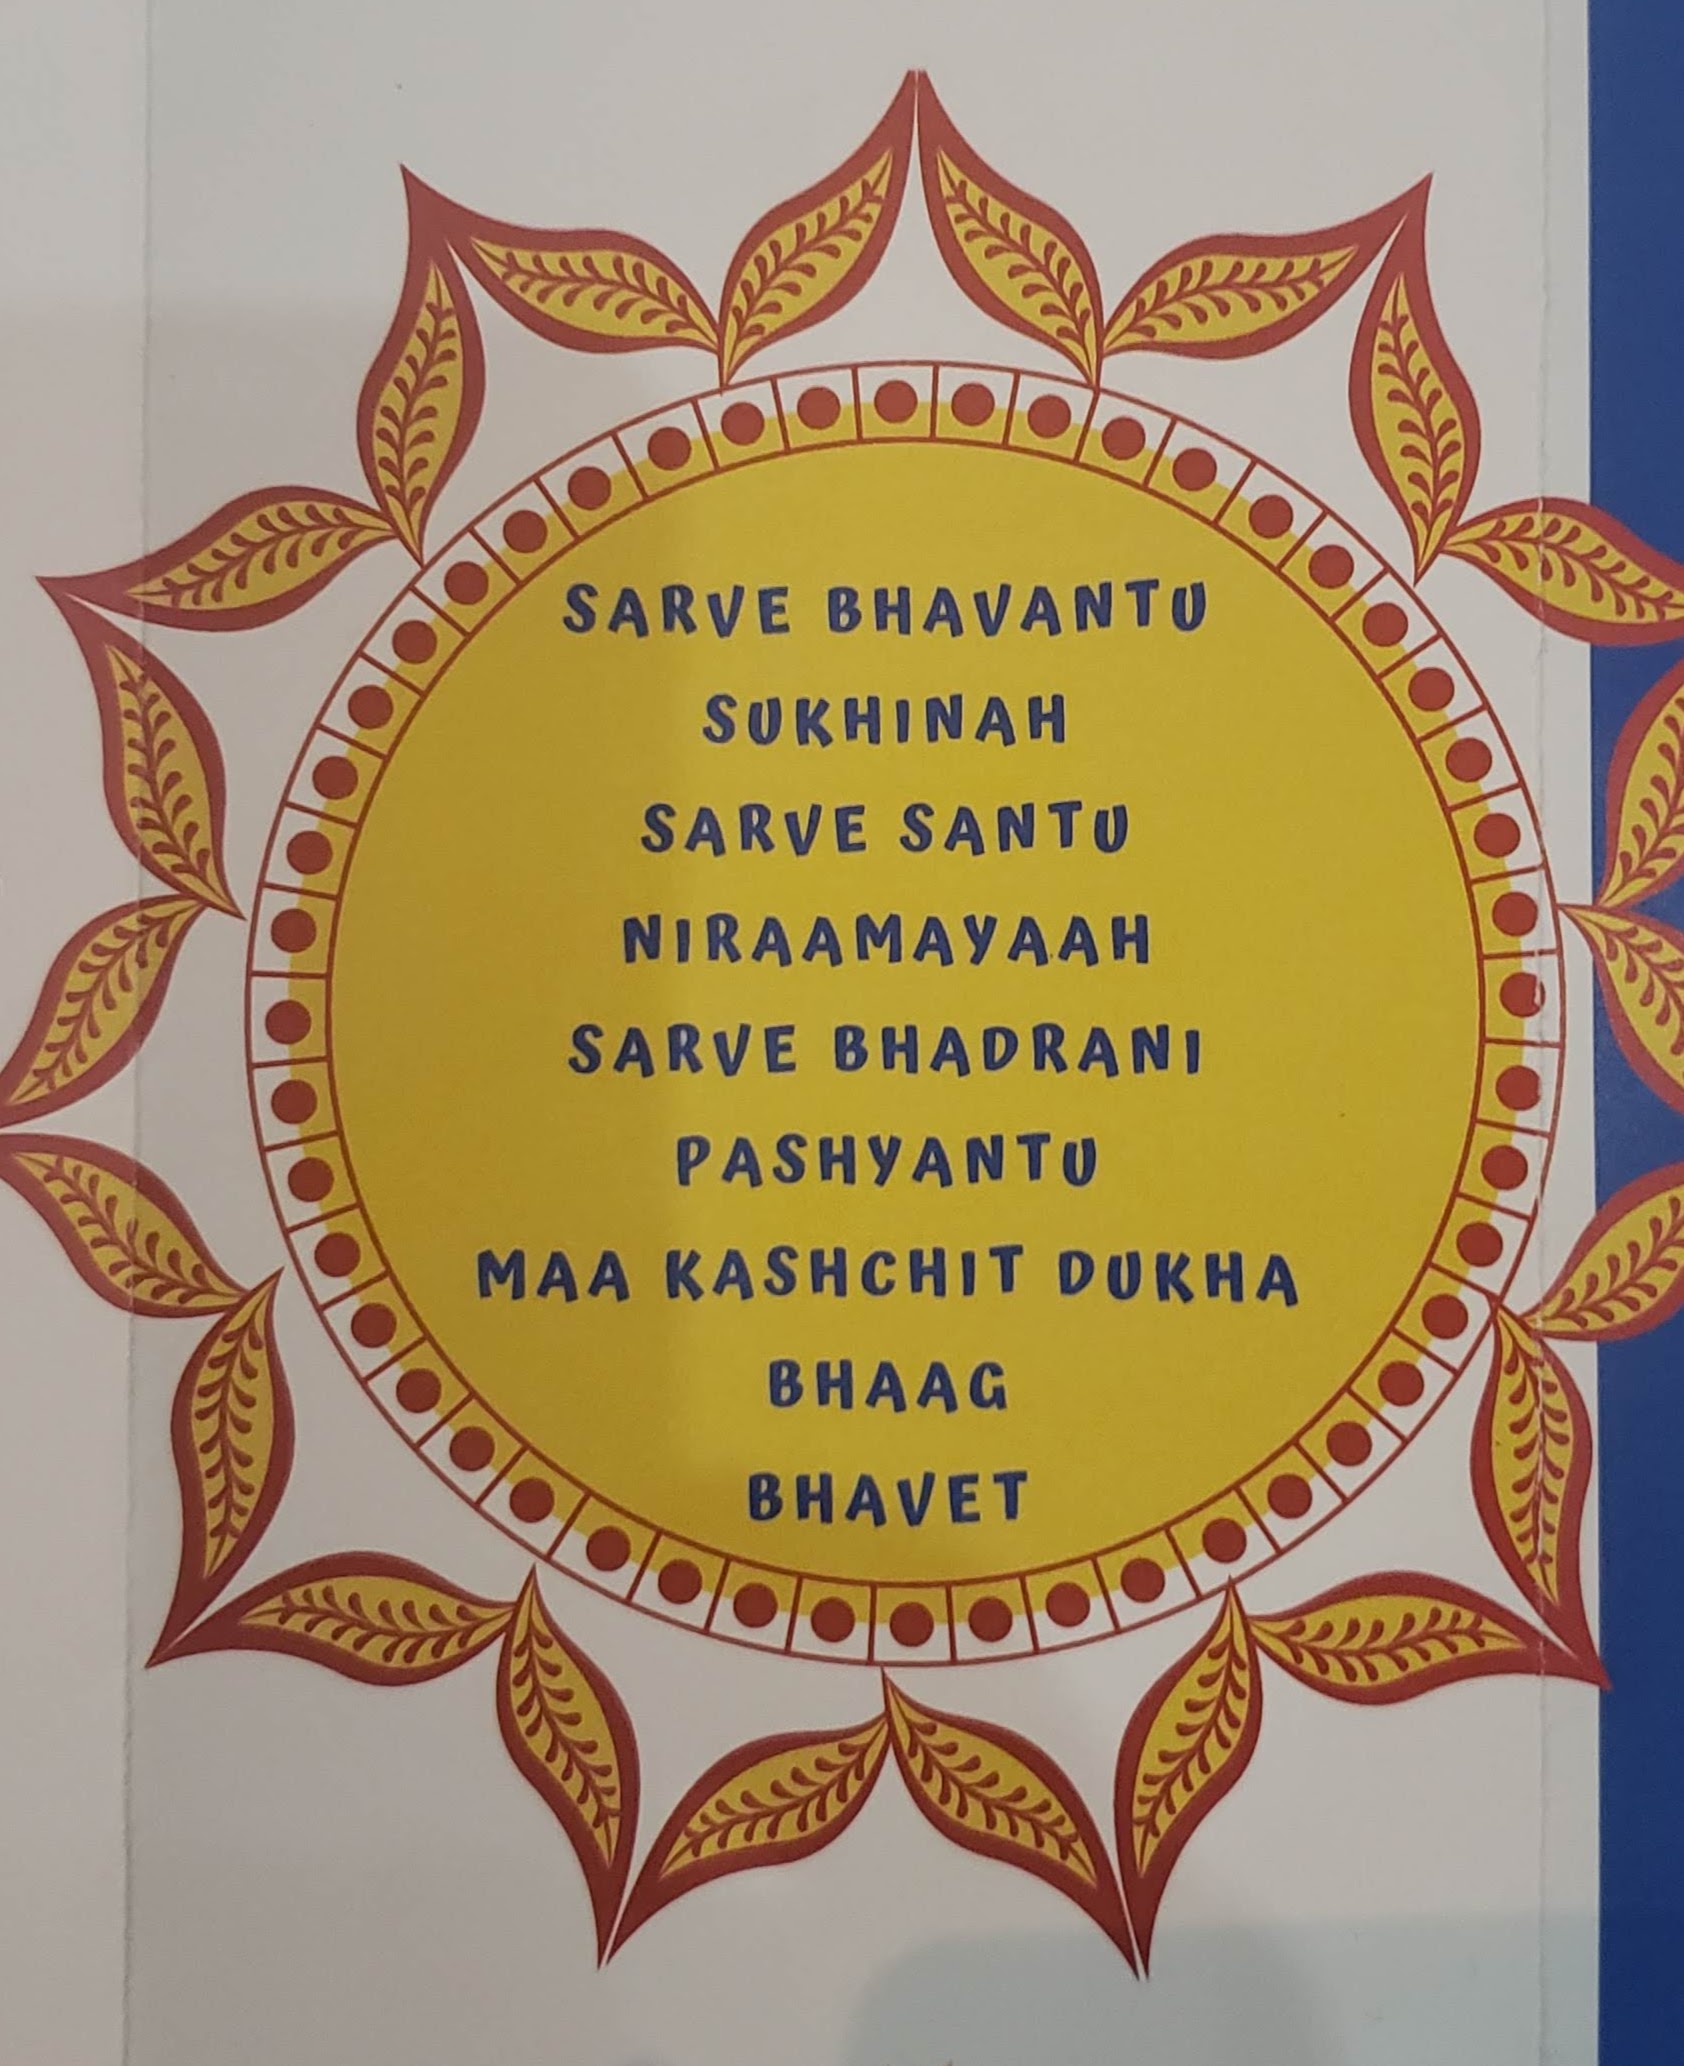 SARVE BHAVANTU
SUKHINAH
SARVE SANTU
NIRAAMAYAAH
SARVE BHADRANI
PASHYANTU
MAA KASHCHIT DUKHA
BHAAG
BHAVET